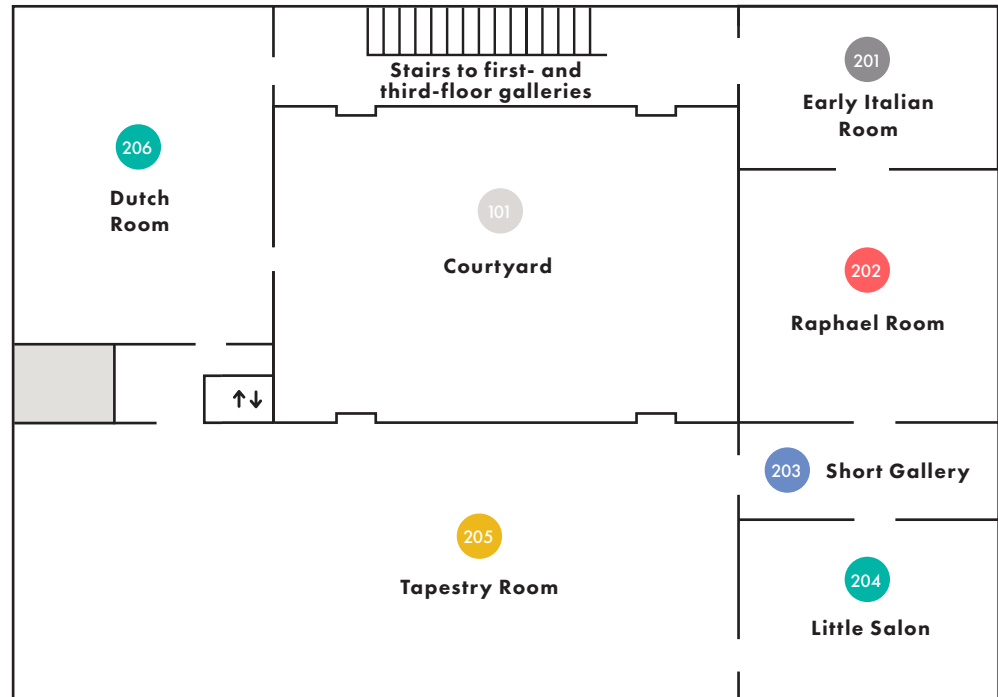 Stairs to first- and
third-floor galleries
201
Early Italian
Room
206
Dutch
Room
101
Courtyard
202
Raphael Room
203
Short Gallery
205
Tapestry Room
204
Little Salon